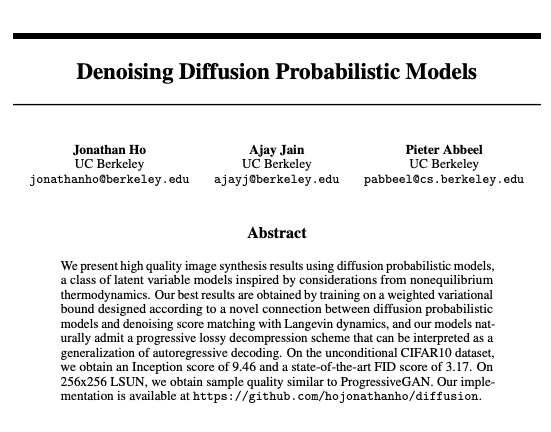 Denoising Diffusion Probabilistic Models
Jonathan Ho
UC Berkeley
jonathanho@berkeley.edu
Ajay Jain
UC Berkeley
ajayj@berkeley.edu
Pieter Abbeel
UC Berkeley
pabbeel@cs.berkeley.edu
Abstract
We present high quality image synthesis results using diffusion probabilistic models,
a class of latent variable models inspired by considerations from nonequilibrium
thermodynamics. Our best results are obtained by training on a weighted variational
bound designed according to a novel connection between diffusion probabilistic
models and denoising score matching with Langevin dynamics, and our models nat-
urally admit a progressive lossy decompression scheme that can be interpreted as a
generalization of autoregressive decoding. On the unconditional CIFAR10 dataset,
we obtain an Inception score of 9.46 and a state-of-the-art FID score of 3.17. On
256x256 LSUN, we obtain sample quality similar to ProgressiveGAN. Our imple-
mentation is available at https://github.com/hojonathanho/diffusion.